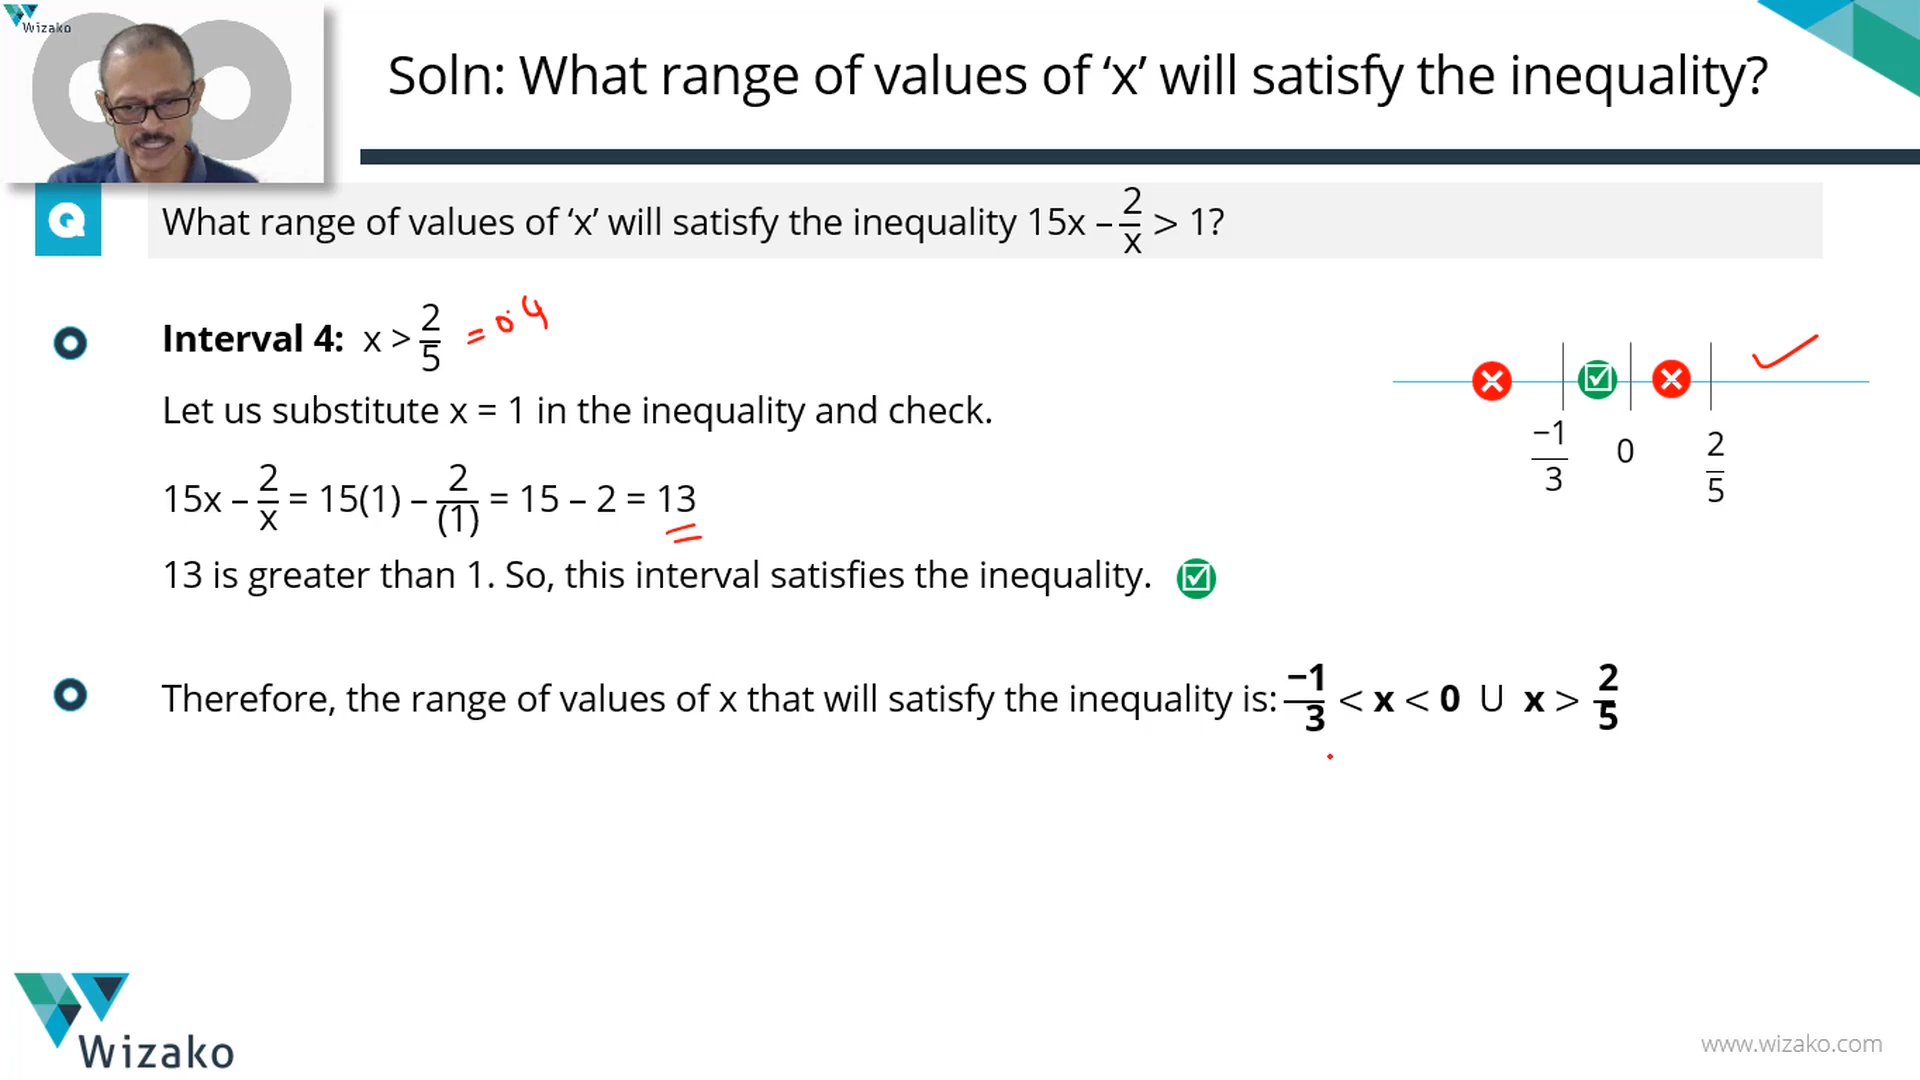 Wizako
Soln: What range of values of ‘x’ will satisfy the inequality?
Q
What range of values of ‘x’ will satisfy the inequality 15x – 2/x > 1?
Interval 4: x > 2/5 = 0.4
Let us substitute x = 1 in the inequality and check.
15x – 2/x = 15(1) – 2/(1) = 15 – 2 = 13
13 is greater than 1. So, this interval satisfies the inequality.
−1/3 0 2/5
Therefore, the range of values of x that will satisfy the inequality is: −1/3 < x < 0 U x > 2/5
Wizako
www.wizako.com